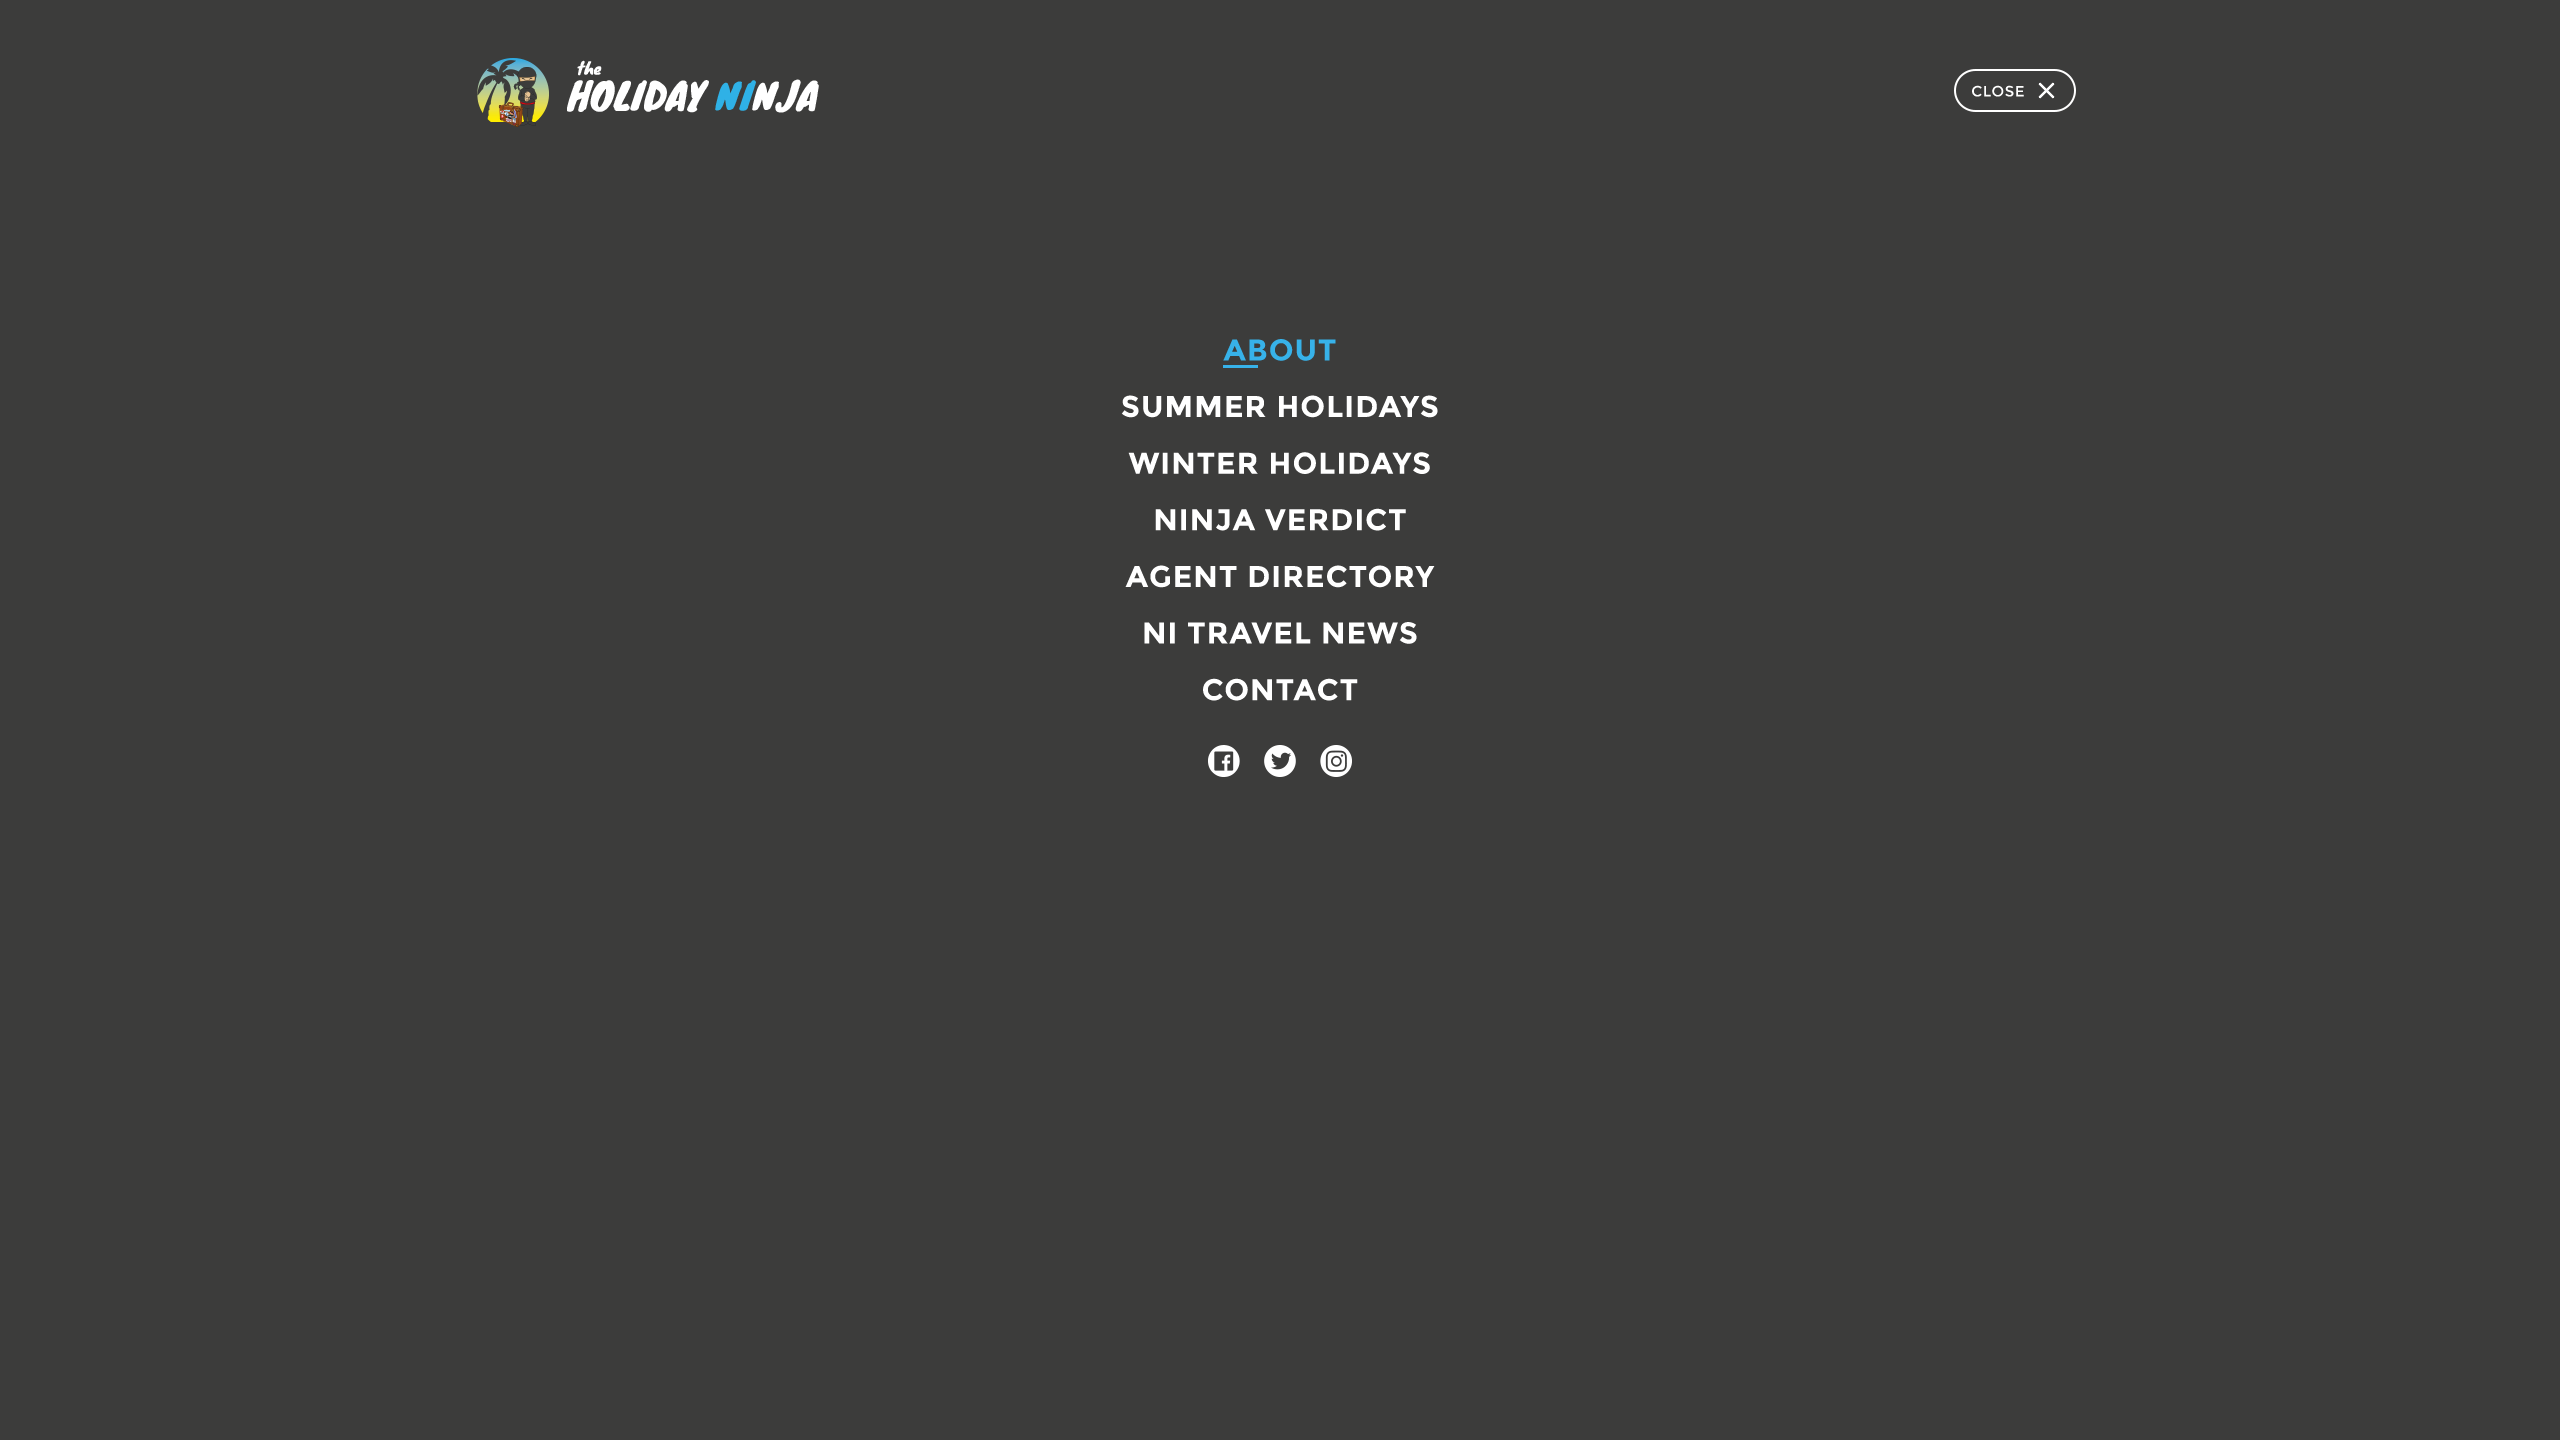 the
HOLIDAY NINJA
CLOSE
ABOUT
SUMMER HOLIDAYS
WINTER HOLIDAYS
NINJA VERDICT
AGENT DIRECTORY
NI TRAVEL NEWS
CONTACT